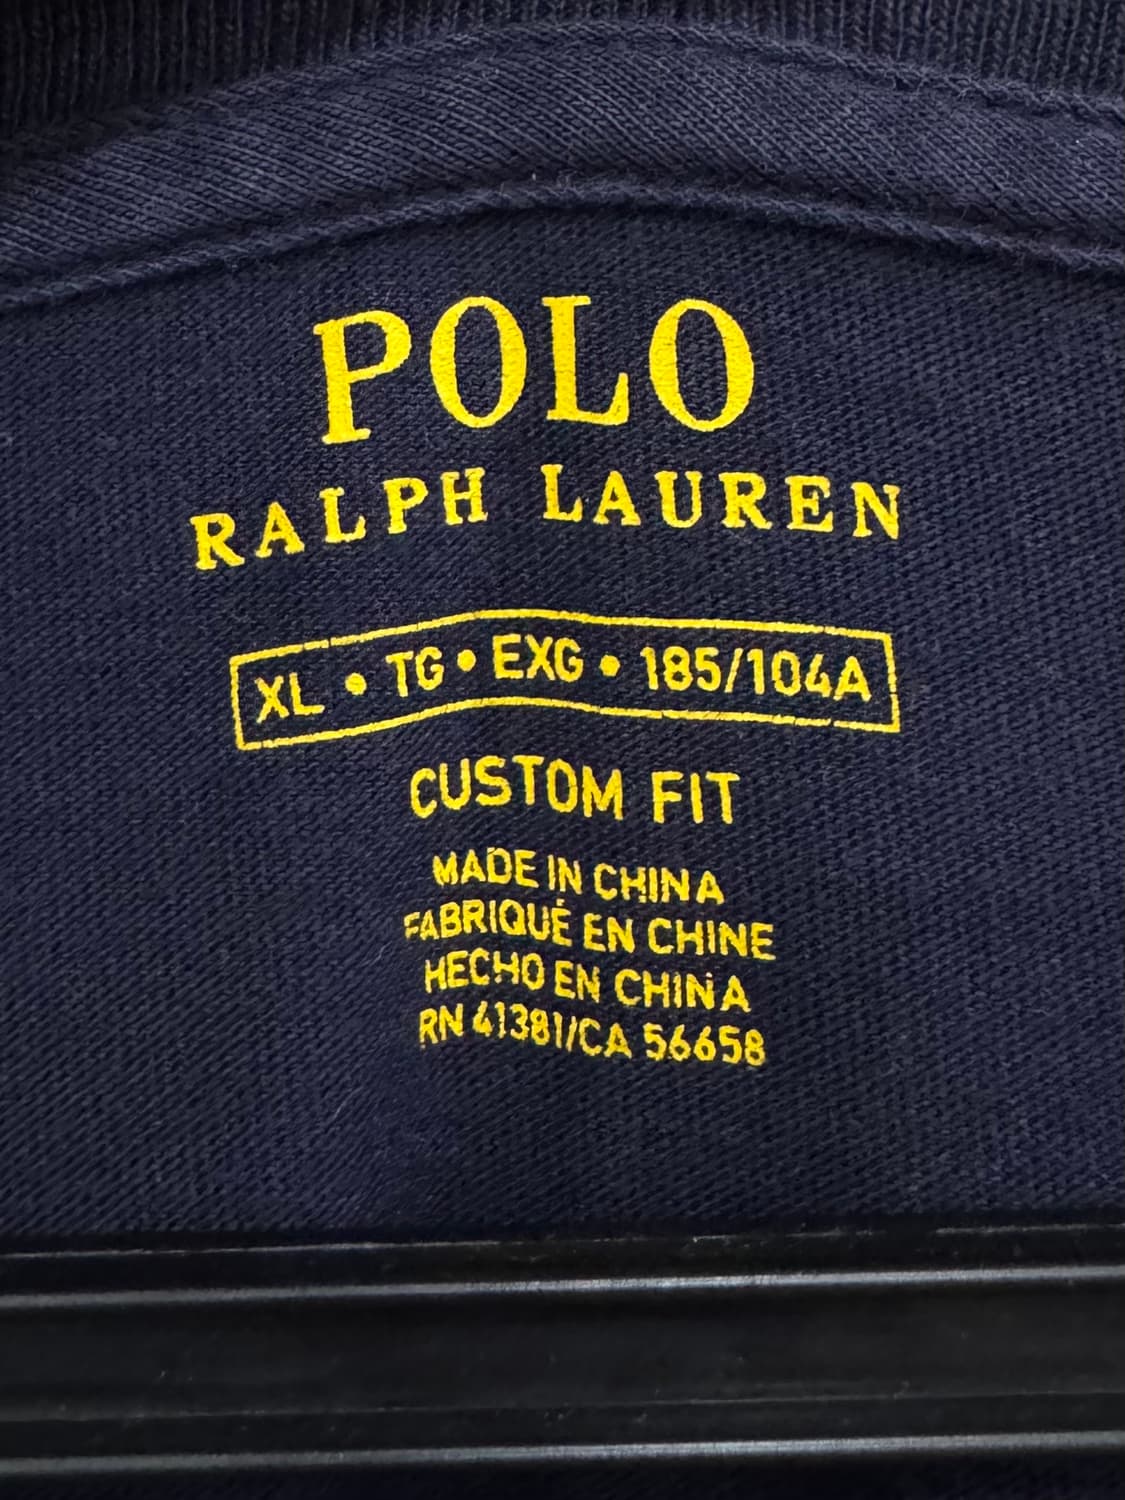 POLO
RALPH LAUREN
XL • TG • EXG • 185/104A
CUSTOM FIT
MADE IN CHINA
FABRIQUÉ EN CHINE
HECHO EN CHINA
RN 41381/CA 56658